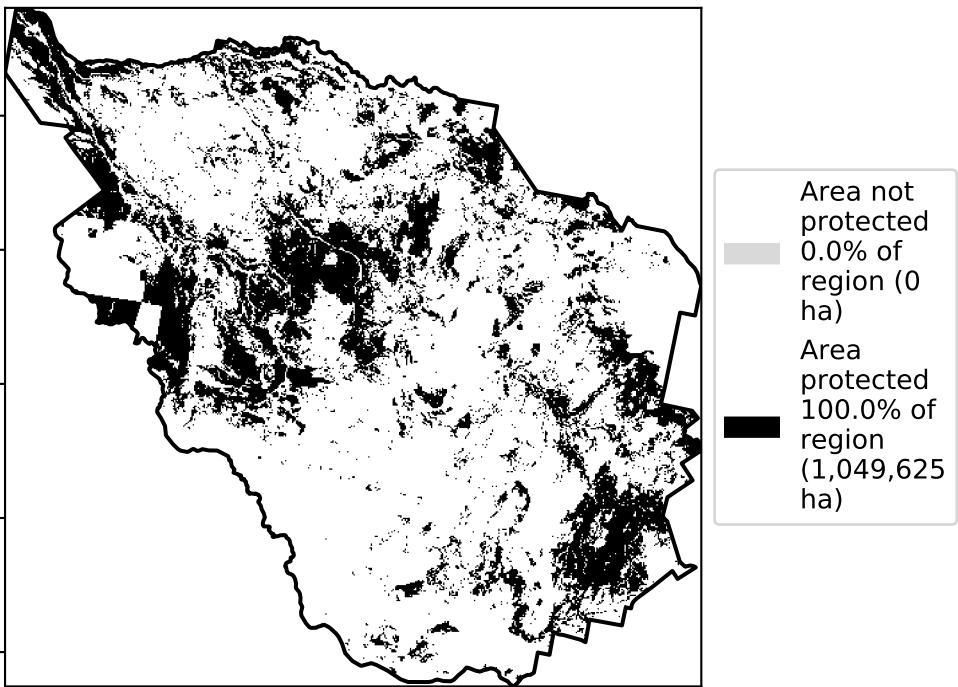 Area not
protected
0.0% of
region (0
ha)
Area
protected
100.0% of
region
(1,049,625
ha)